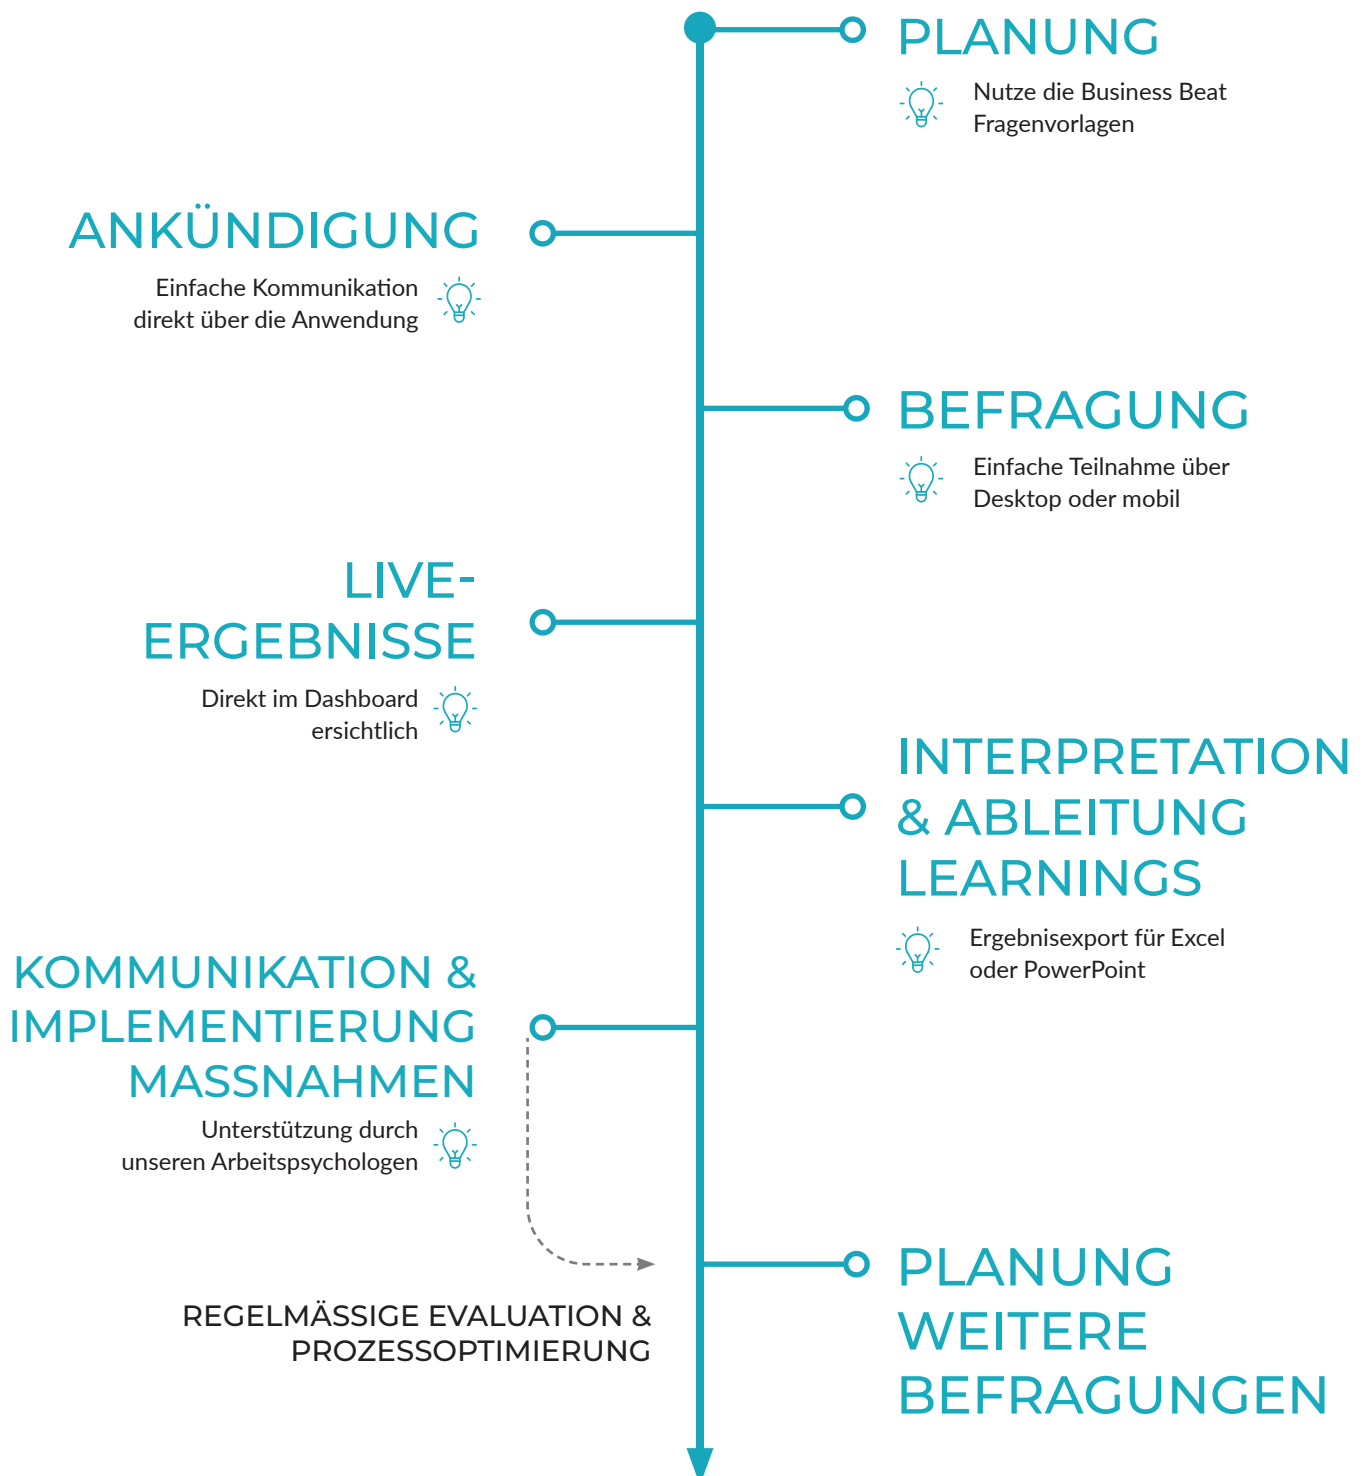 PLANUNG
Nutze die Business Beat
Fragenvorlagen
ANKÜNDIGUNG
Einfache Kommunikation
direkt über die Anwendung
BEFRAGUNG
Einfache Teilnahme über
Desktop oder mobil
LIVE-
ERGEBNISSE
Direkt im Dashboard
ersichtlich
INTERPRETATION
& ABLEITUNG
LEARNINGS
Ergebnisexport für Excel
oder PowerPoint
KOMMUNIKATION &
IMPLEMENTIERUNG
MASSNAHMEN
Unterstützung durch
unseren Arbeitspsychologen
REGELMÄSSIGE EVALUATION &
PROZESSOPTIMIERUNG
PLANUNG
WEITERE
BEFRAGUNGEN